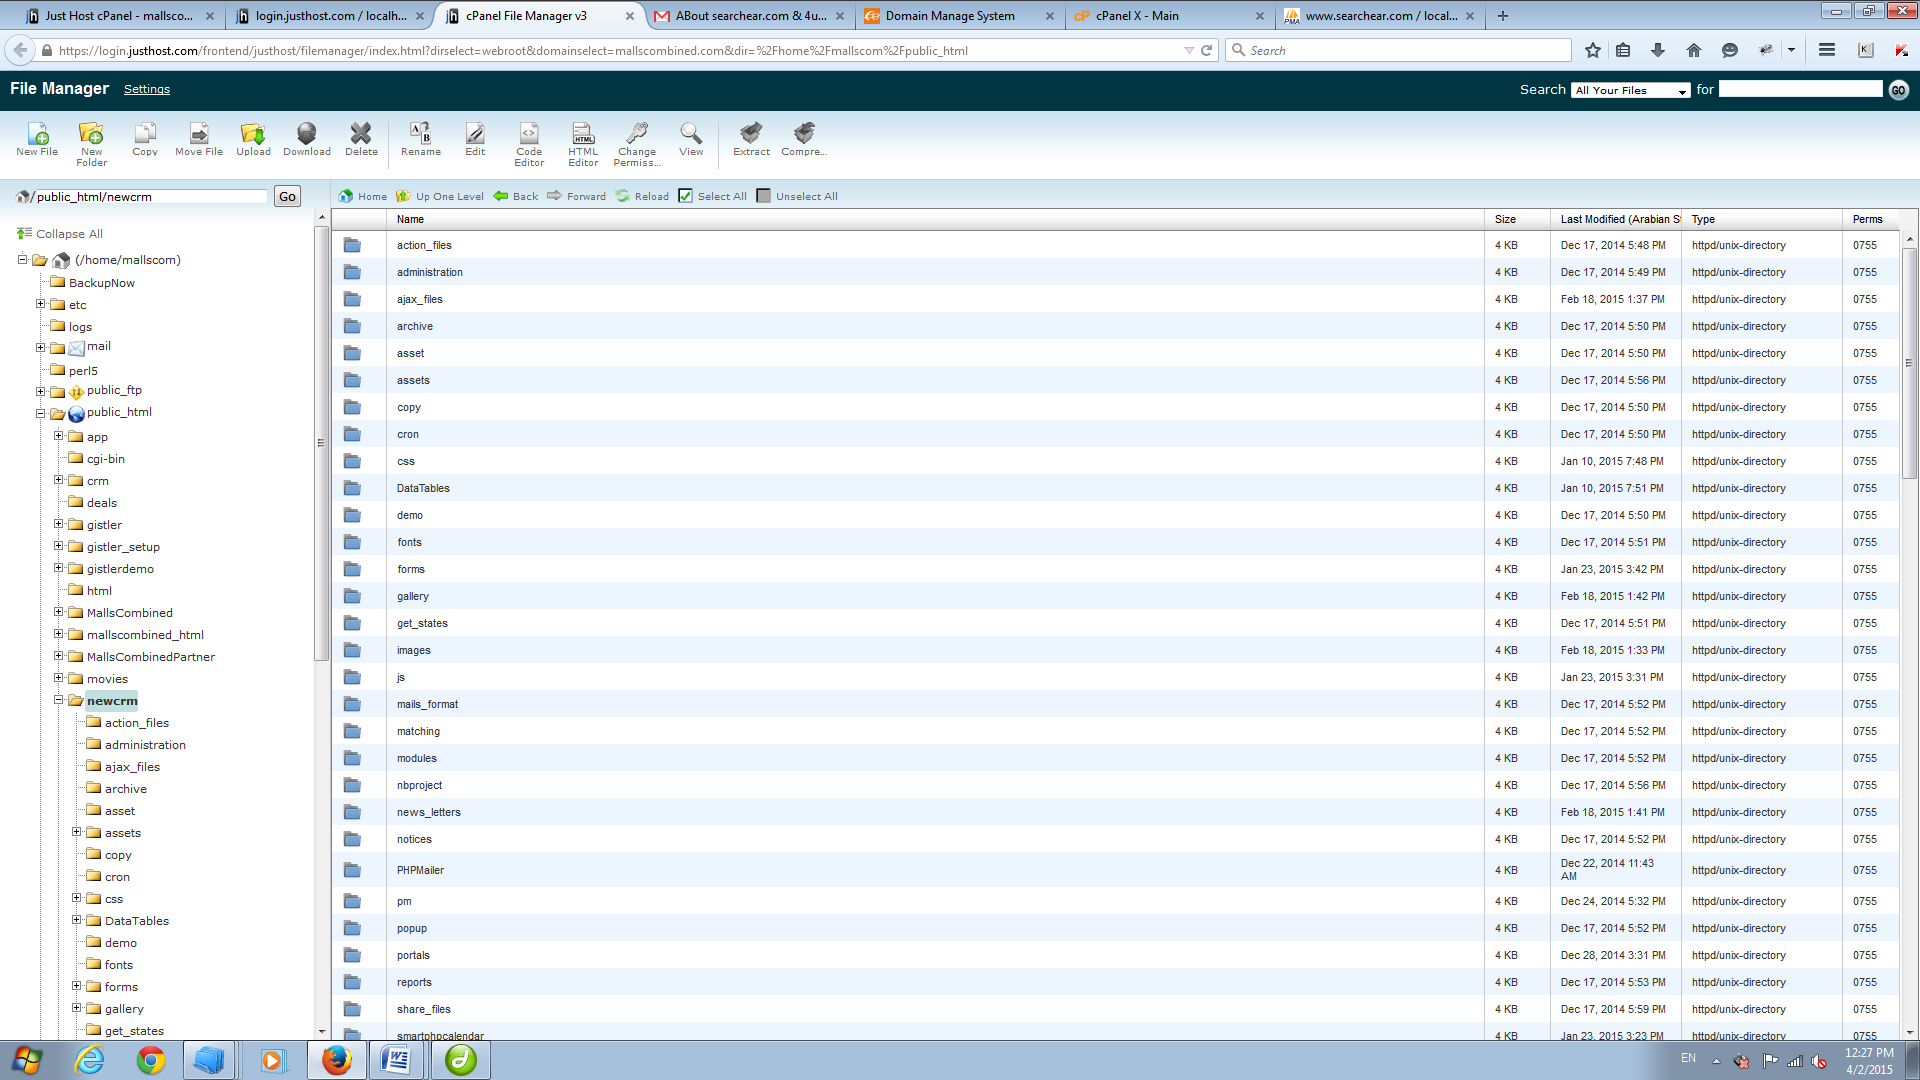 Just Host cPanel - mallsco...
login.justhost.com / localh...
cPanel File Manager v3
ABout searchear.com & 4u...
Domain Manage System
cPanel X - Main
www.searchear.com / local...
https://login.justhost.com/frontend/justhost/filemanager/index.html?dirselect=webroot&domainselect=mallscombined.com&dir=%2Fhome%2Fmallscom%2Fpublic_html
Search
File Manager Settings
Search All Your Files for GO
New File
New Folder
Copy
Move File
Upload
Download
Delete
Rename
Edit
Code Editor
HTML Editor
Change Permiss...
View
Extract
Compre...
/ public_html/newcrm Go
Home Up One Level Back Forward Reload Select All Unselect All
Collapse All
(/home/mallscom)
BackupNow
etc
logs
mail
perl5
public_ftp
public_html
app
cgi-bin
crm
deals
gistler
gistler_setup
gistlerdemo
html
MallsCombined
mallscombined_html
MallsCombinedPartner
movies
newcrm
action_files
administration
ajax_files
archive
asset
assets
copy
cron
css
DataTables
demo
fonts
forms
gallery
get_states
Name Size Last Modified (Arabian S Type Perms
action_files 4 KB Dec 17, 2014 5:48 PM httpd/unix-directory 0755
administration 4 KB Dec 17, 2014 5:49 PM httpd/unix-directory 0755
ajax_files 4 KB Feb 18, 2015 1:37 PM httpd/unix-directory 0755
archive 4 KB Dec 17, 2014 5:50 PM httpd/unix-directory 0755
asset 4 KB Dec 17, 2014 5:50 PM httpd/unix-directory 0755
assets 4 KB Dec 17, 2014 5:56 PM httpd/unix-directory 0755
copy 4 KB Dec 17, 2014 5:50 PM httpd/unix-directory 0755
cron 4 KB Dec 17, 2014 5:50 PM httpd/unix-directory 0755
css 4 KB Jan 10, 2015 7:48 PM httpd/unix-directory 0755
DataTables 4 KB Jan 10, 2015 7:51 PM httpd/unix-directory 0755
demo 4 KB Dec 17, 2014 5:50 PM httpd/unix-directory 0755
fonts 4 KB Dec 17, 2014 5:51 PM httpd/unix-directory 0755
forms 4 KB Jan 23, 2015 3:42 PM httpd/unix-directory 0755
gallery 4 KB Feb 18, 2015 1:42 PM httpd/unix-directory 0755
get_states 4 KB Dec 17, 2014 5:51 PM httpd/unix-directory 0755
images 4 KB Feb 18, 2015 1:33 PM httpd/unix-directory 0755
js 4 KB Jan 23, 2015 3:31 PM httpd/unix-directory 0755
mails_format 4 KB Dec 17, 2014 5:52 PM httpd/unix-directory 0755
matching 4 KB Dec 17, 2014 5:52 PM httpd/unix-directory 0755
modules 4 KB Dec 17, 2014 5:52 PM httpd/unix-directory 0755
nbproject 4 KB Dec 17, 2014 5:56 PM httpd/unix-directory 0755
news_letters 4 KB Feb 18, 2015 1:41 PM httpd/unix-directory 0755
notices 4 KB Dec 17, 2014 5:52 PM httpd/unix-directory 0755
PHPMailer 4 KB Dec 22, 2014 11:43 AM httpd/unix-directory 0755
pm 4 KB Dec 24, 2014 5:32 PM httpd/unix-directory 0755
popup 4 KB Dec 17, 2014 5:52 PM httpd/unix-directory 0755
portals 4 KB Dec 28, 2014 3:31 PM httpd/unix-directory 0755
reports 4 KB Dec 17, 2014 5:53 PM httpd/unix-directory 0755
share_files 4 KB Dec 17, 2014 5:59 PM httpd/unix-directory 0755
smartphpcalendar 4 KB Jan 23, 2015 3:23 PM httpd/unix-directory 0755
EN
12:27 PM
4/2/2015